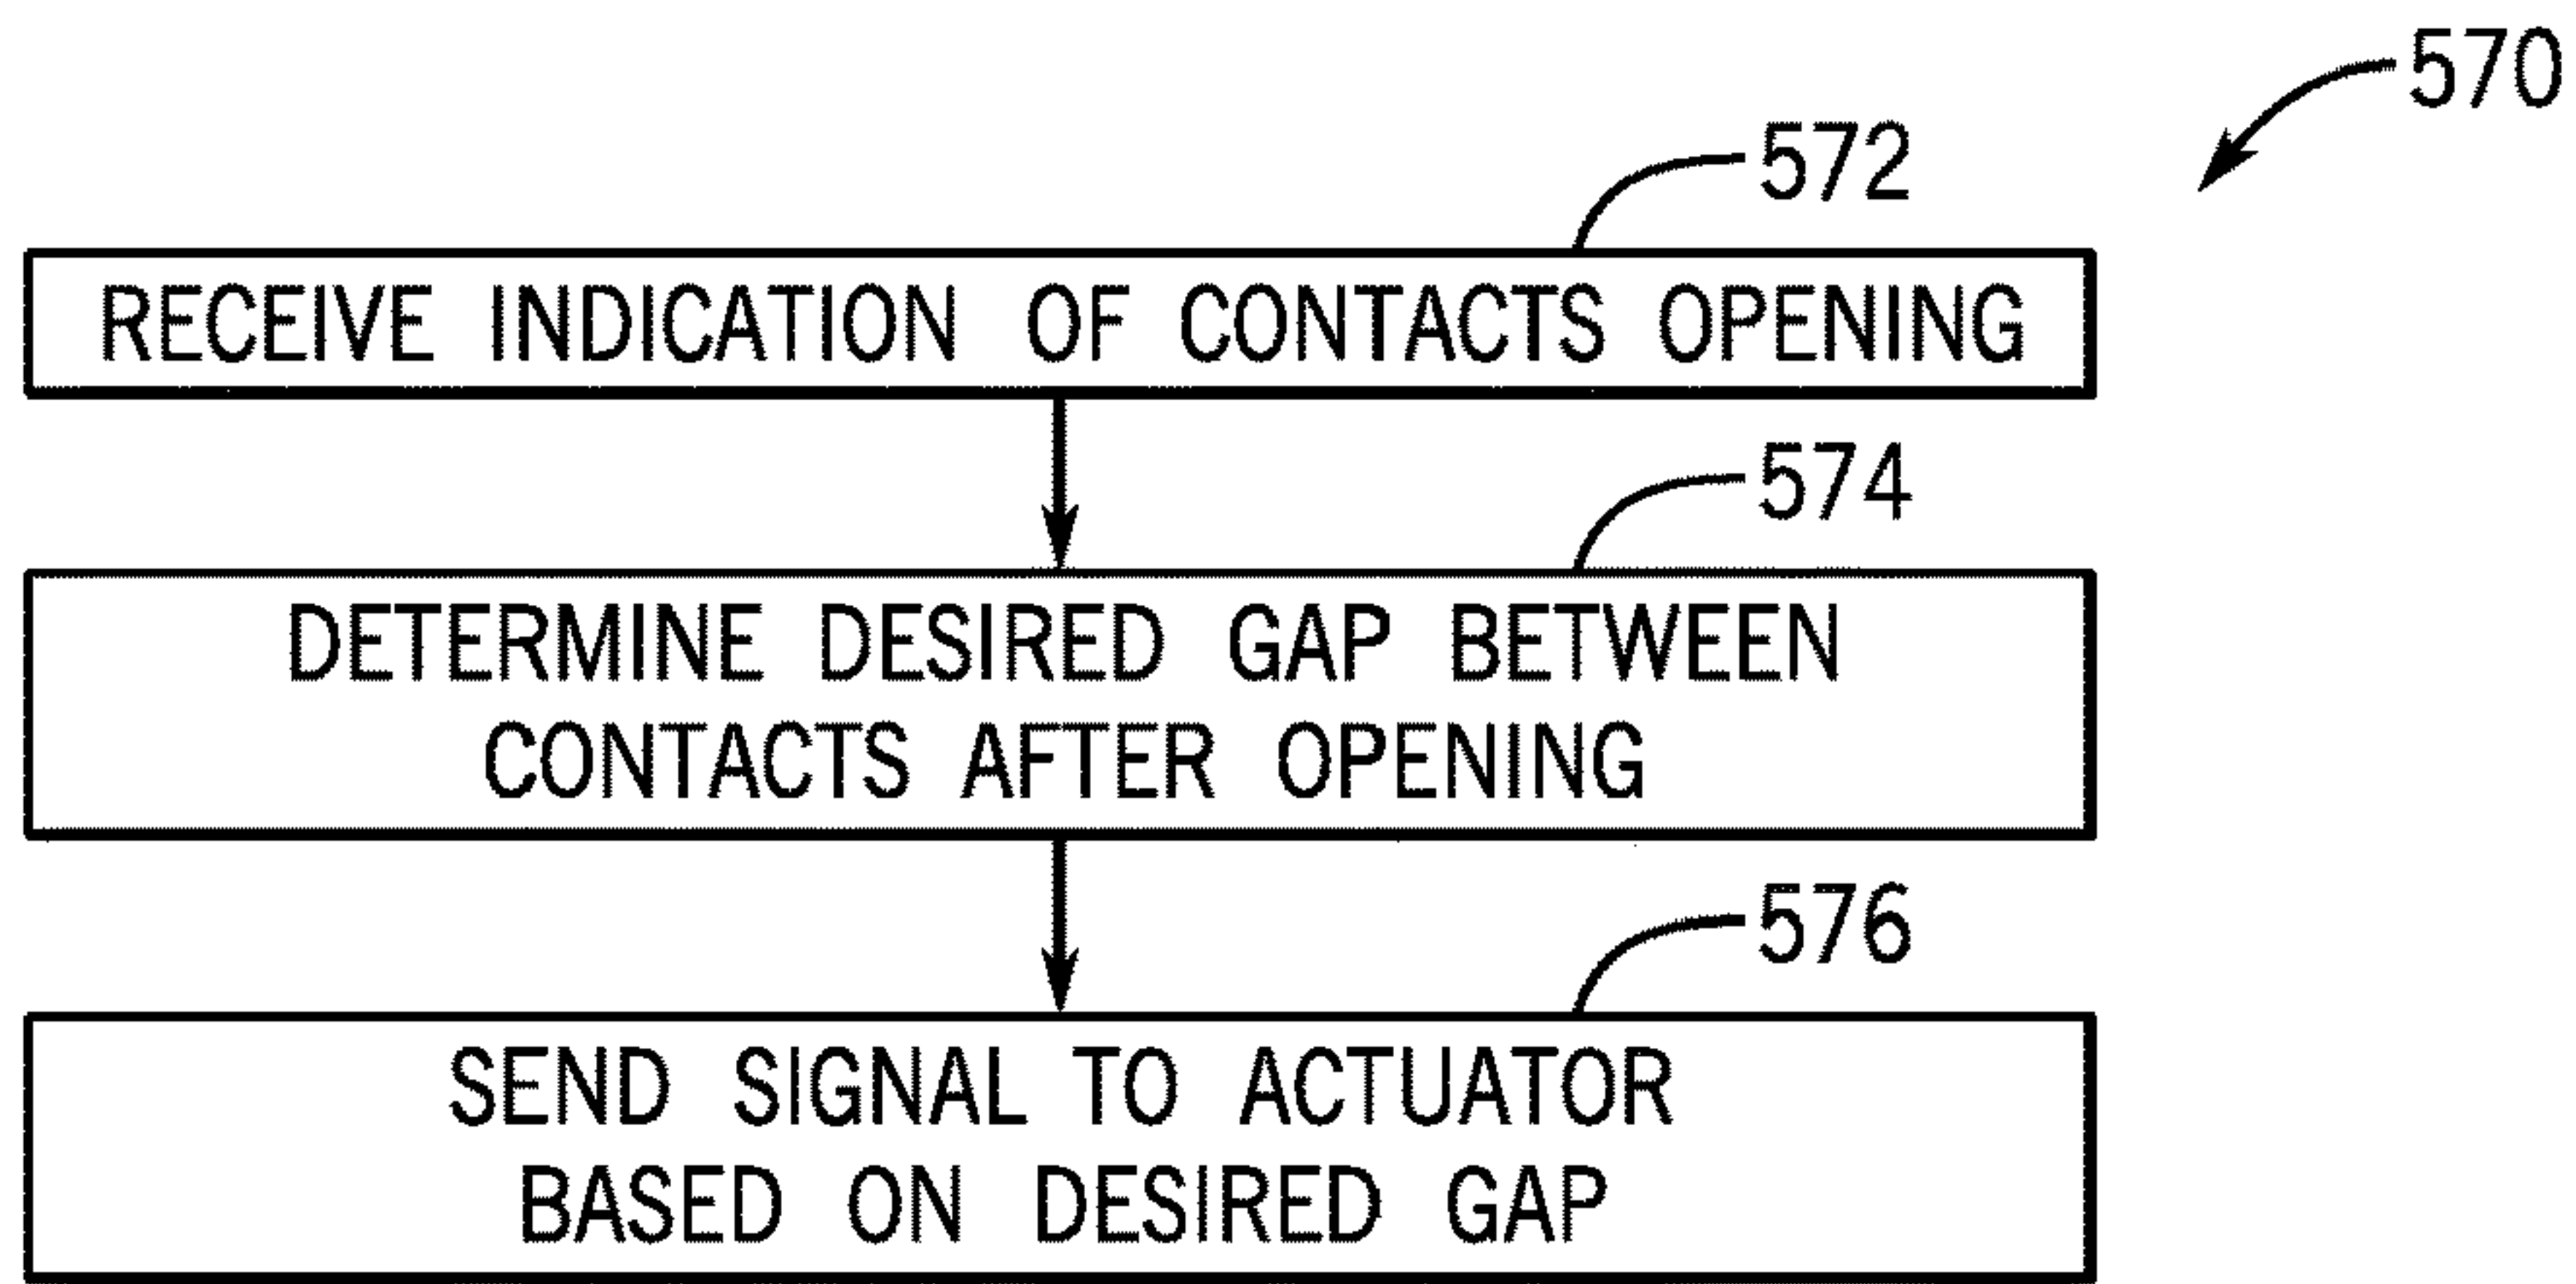 570
572
RECEIVE INDICATION OF CONTACTS OPENING
574
DETERMINE DESIRED GAP BETWEEN
CONTACTS AFTER OPENING
576
SEND SIGNAL TO ACTUATOR
BASED ON DESIRED GAP